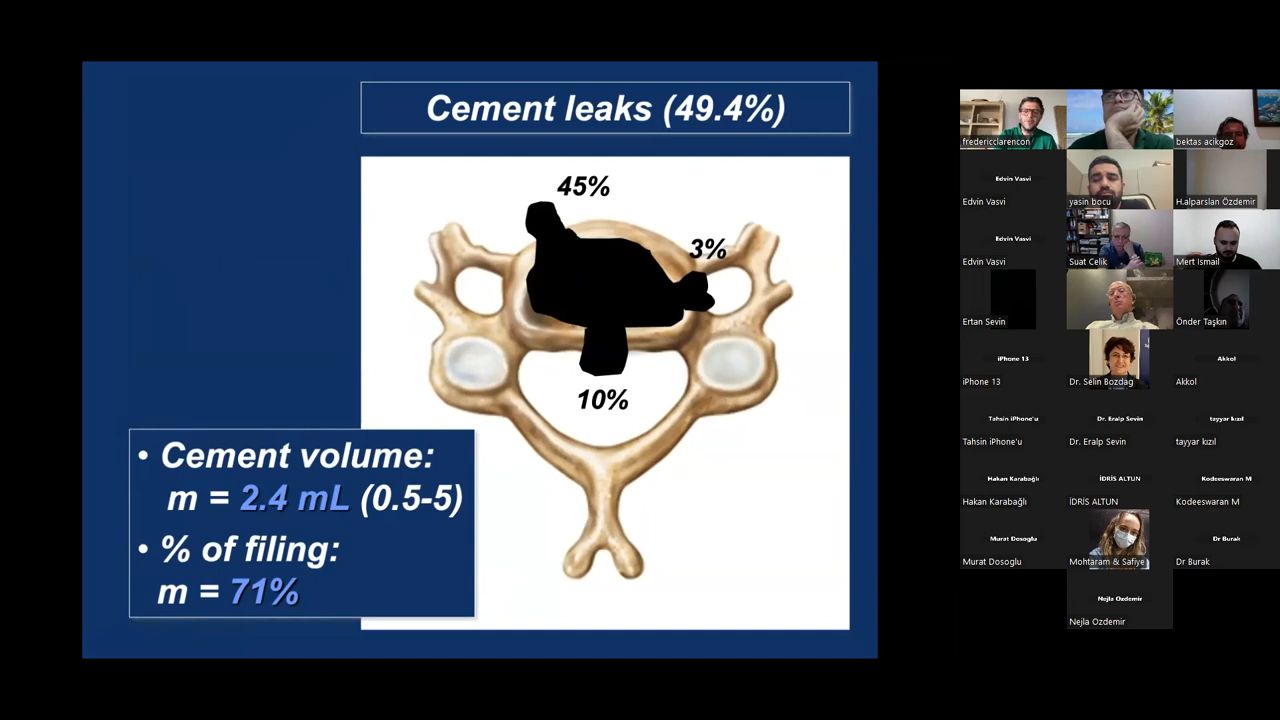 Cement leaks (49.4%)
45%
3%
10%
• Cement volume:
m = 2.4 mL (0.5-5)
• % of filing:
m = 71%
fredericclarencon
bektas acikgoz
Edvin Vasvi
Edvin Vasvi
yasin bocu
H.alparslan Özdemir
Edvin Vasvi
Edvin Vasvi
Suat Celik
Mert Ismail
Ertan Sevin
Önder Taşkın
iPhone 13
Akkol
iPhone 13
Dr. Selin Bozdag
Akkol
Tahsin iPhone'u
Dr. Eralp Sevin
tayyar kızıl
Tahsin iPhone'u
Dr. Eralp Sevin
tayyar kızıl
Hakan Karabağlı
İDRİS ALTUN
Kodeeswaran M
Hakan Karabağlı
İDRİS ALTUN
Kodeeswaran M
Murat Dosoglu
Dr Burak
Murat Dosoglu
Mohtaram & Safiye
Dr Burak
Nejla Ozdemir
Nejla Ozdemir